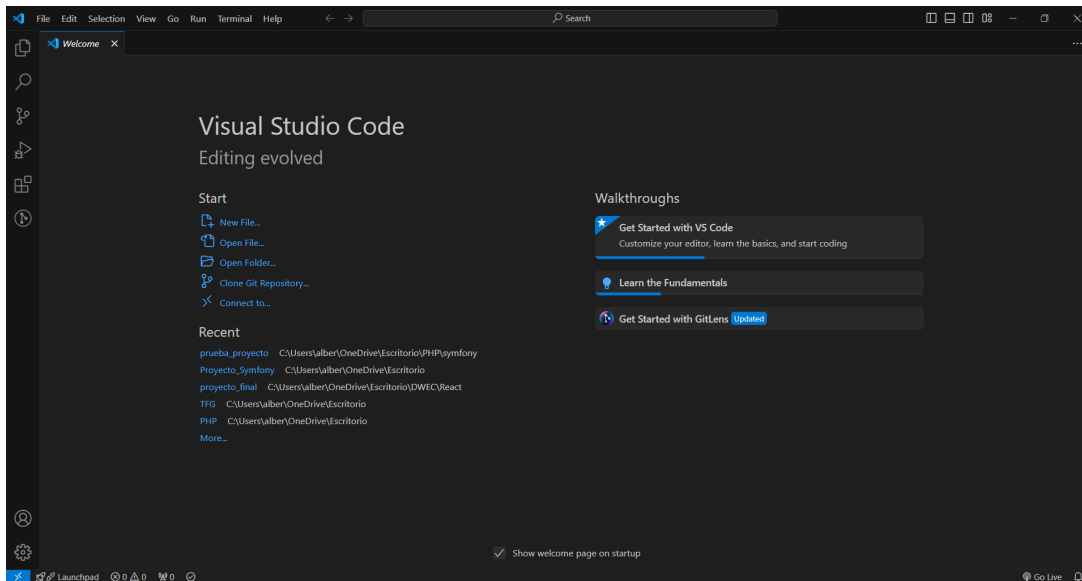 File Edit Selection View Go Run Terminal Help
Search
Welcome
Visual Studio Code
Editing evolved
Start
New File...
Open File...
Open Folder...
Clone Git Repository...
Connect to...
Recent
prueba_proyecto C:\Users\alber\OneDrive\Escritorio\PHP\symfony
Proyecto_Symfony C:\Users\alber\OneDrive\Escritorio
proyecto_final C:\Users\alber\OneDrive\Escritorio\DWEC\React
TFG C:\Users\alber\OneDrive\Escritorio
PHP C:\Users\alber\OneDrive\Escritorio
More...
Walkthroughs
Get Started with VS Code
Customize your editor, learn the basics, and start coding
Learn the Fundamentals
Get Started with GitLens Updated
Show welcome page on startup
Launchpad 0 0 0 Go Live